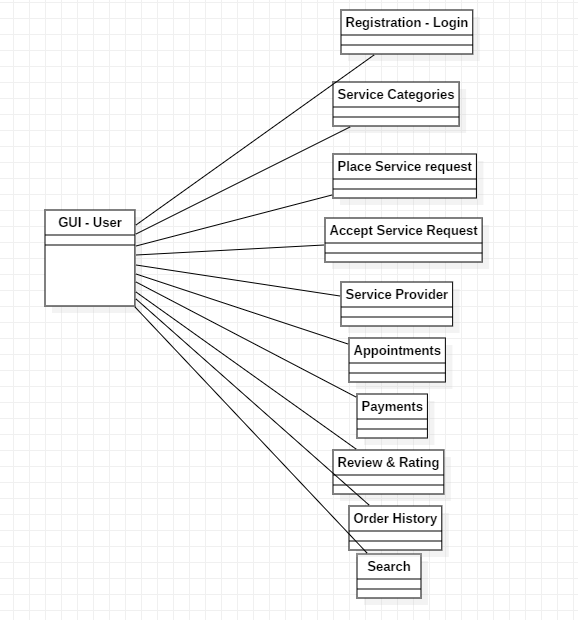 Registration - Login
Service Categories
Place Service request
GUI - User
Accept Service Request
Service Provider
Appointments
Payments
Review & Rating
Order History
Search